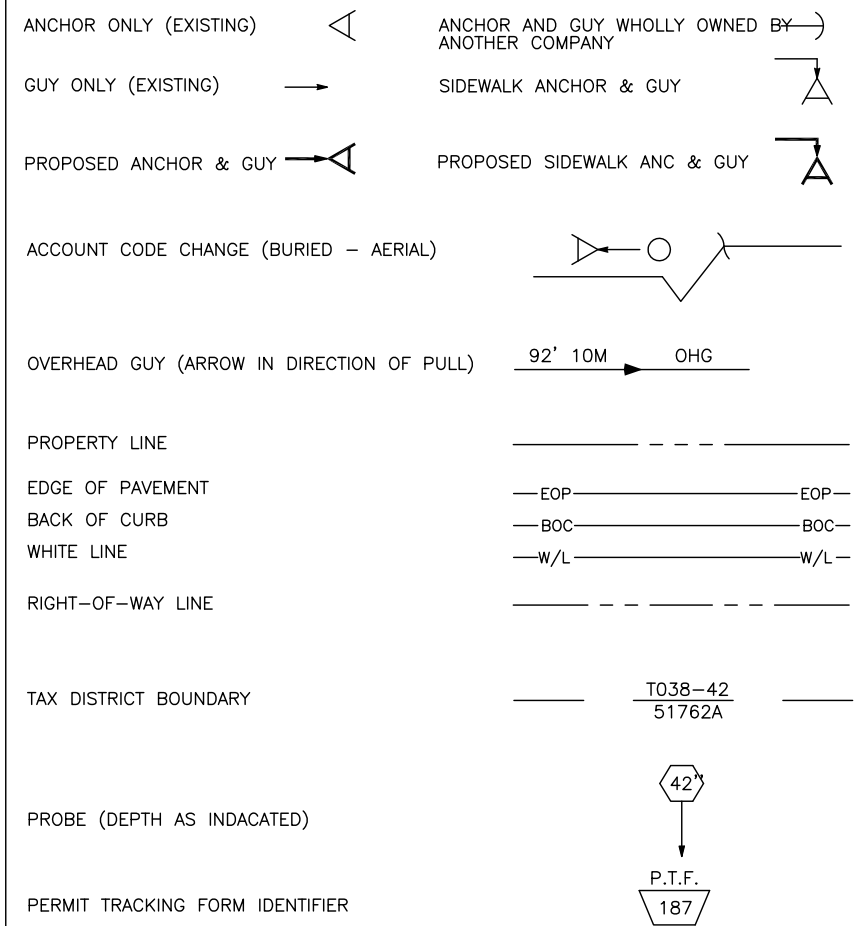 ANCHOR ONLY (EXISTING)
ANCHOR AND GUY WHOLLY OWNED BY
ANOTHER COMPANY
GUY ONLY (EXISTING)
SIDEWALK ANCHOR & GUY
PROPOSED ANCHOR & GUY
PROPOSED SIDEWALK ANC & GUY
ACCOUNT CODE CHANGE (BURIED – AERIAL)
OVERHEAD GUY (ARROW IN DIRECTION OF PULL)
92' 10M OHG
PROPERTY LINE
EDGE OF PAVEMENT
EOP EOP
BACK OF CURB
BOC BOC
WHITE LINE
W/L W/L
RIGHT–OF–WAY LINE
TAX DISTRICT BOUNDARY
T038–42
51762A
42"
PROBE (DEPTH AS INDACATED)
P.T.F.
PERMIT TRACKING FORM IDENTIFIER
187